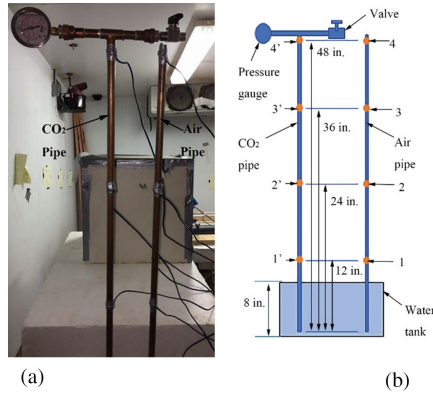 CO₂
Pipe
Air
Pipe
Valve
4'
48 in.
4
Pressure
gauge
3'
36 in.
3
CO₂
pipe
Air
pipe
2'
24 in.
2
1'
12 in.
1
8 in.
Water
tank
(a)
(b)